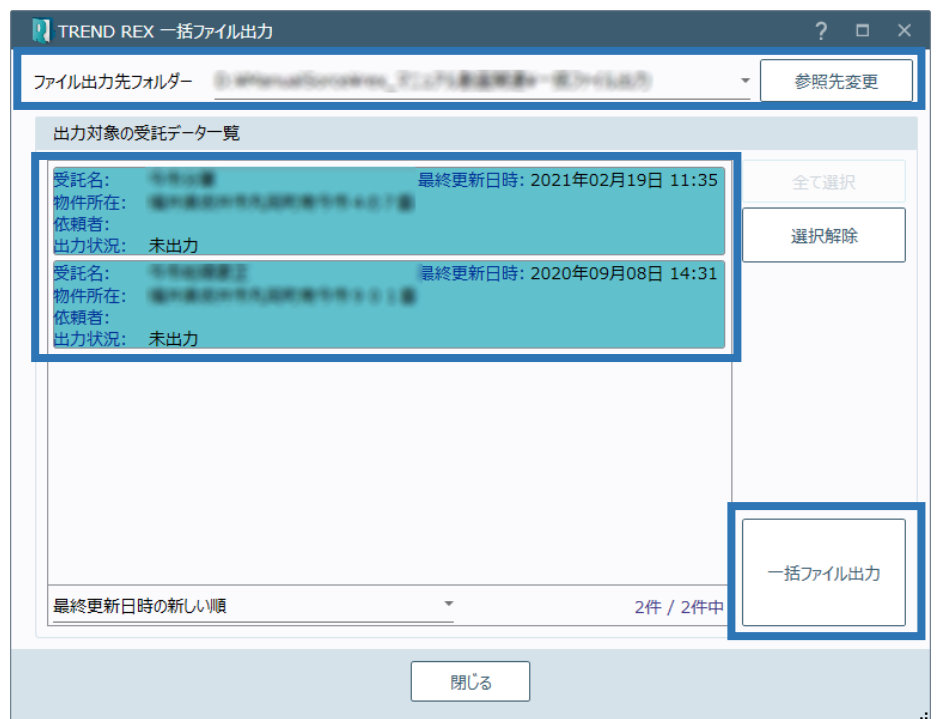 TREND REX 一括ファイル出力
ファイル出力先フォルダー
参照先変更
出力対象の受託データ一覧
受託名: 最終更新日時: 2021年02月19日 11:35
物件所在:
依頼者:
出力状況: 未出力
受託名: 最終更新日時: 2020年09月08日 14:31
物件所在:
依頼者:
出力状況: 未出力
全て選択
選択解除
一括ファイル出力
最終更新日時の新しい順
2件 / 2件中
閉じる